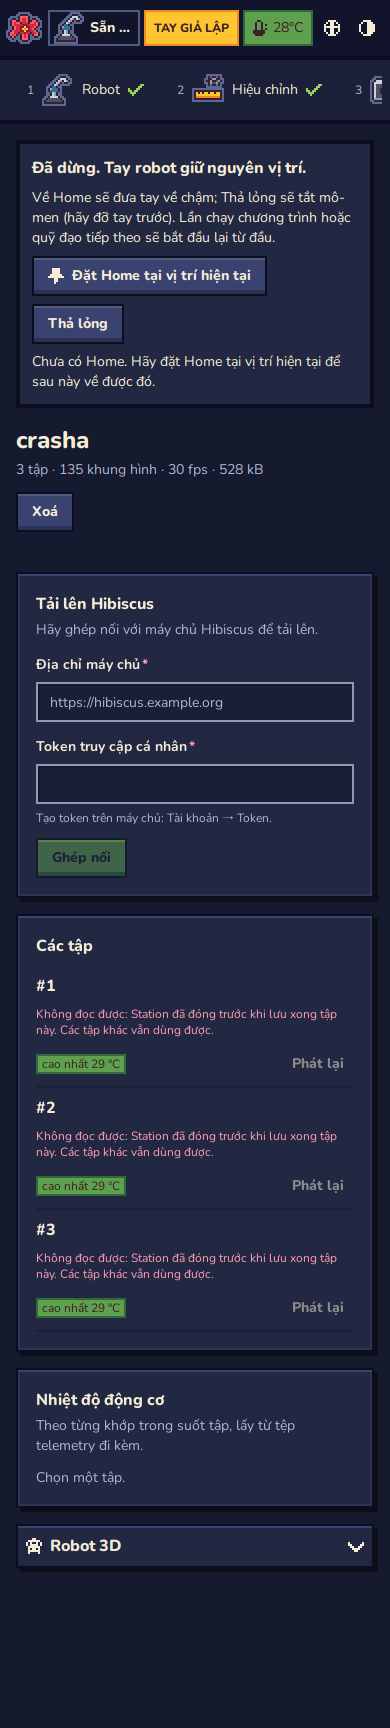 Sẵn ...
TAY GIẢ LẬP
28°C
1 Robot
2 Hiệu chỉnh
3
Đã dừng. Tay robot giữ nguyên vị trí.
Về Home sẽ đưa tay về chậm; Thả lỏng sẽ tắt mô-
men (hãy đỡ tay trước). Lần chạy chương trình hoặc
quỹ đạo tiếp theo sẽ bắt đầu lại từ đầu.
Đặt Home tại vị trí hiện tại
Thả lỏng
Chưa có Home. Hãy đặt Home tại vị trí hiện tại để
sau này về được đó.
crasha
3 tập · 135 khung hình · 30 fps · 528 kB
Xoá
Tải lên Hibiscus
Hãy ghép nối với máy chủ Hibiscus để tải lên.
Địa chỉ máy chủ *
https://hibiscus.example.org
Token truy cập cá nhân *
Tạo token trên máy chủ: Tài khoản → Token.
Ghép nối
Các tập
#1
Không đọc được: Station đã đóng trước khi lưu xong tập
này. Các tập khác vẫn dùng được.
cao nhất 29 °C
Phát lại
#2
Không đọc được: Station đã đóng trước khi lưu xong tập
này. Các tập khác vẫn dùng được.
cao nhất 29 °C
Phát lại
#3
Không đọc được: Station đã đóng trước khi lưu xong tập
này. Các tập khác vẫn dùng được.
cao nhất 29 °C
Phát lại
Nhiệt độ động cơ
Theo từng khớp trong suốt tập, lấy từ tệp
telemetry đi kèm.
Chọn một tập.
Robot 3D